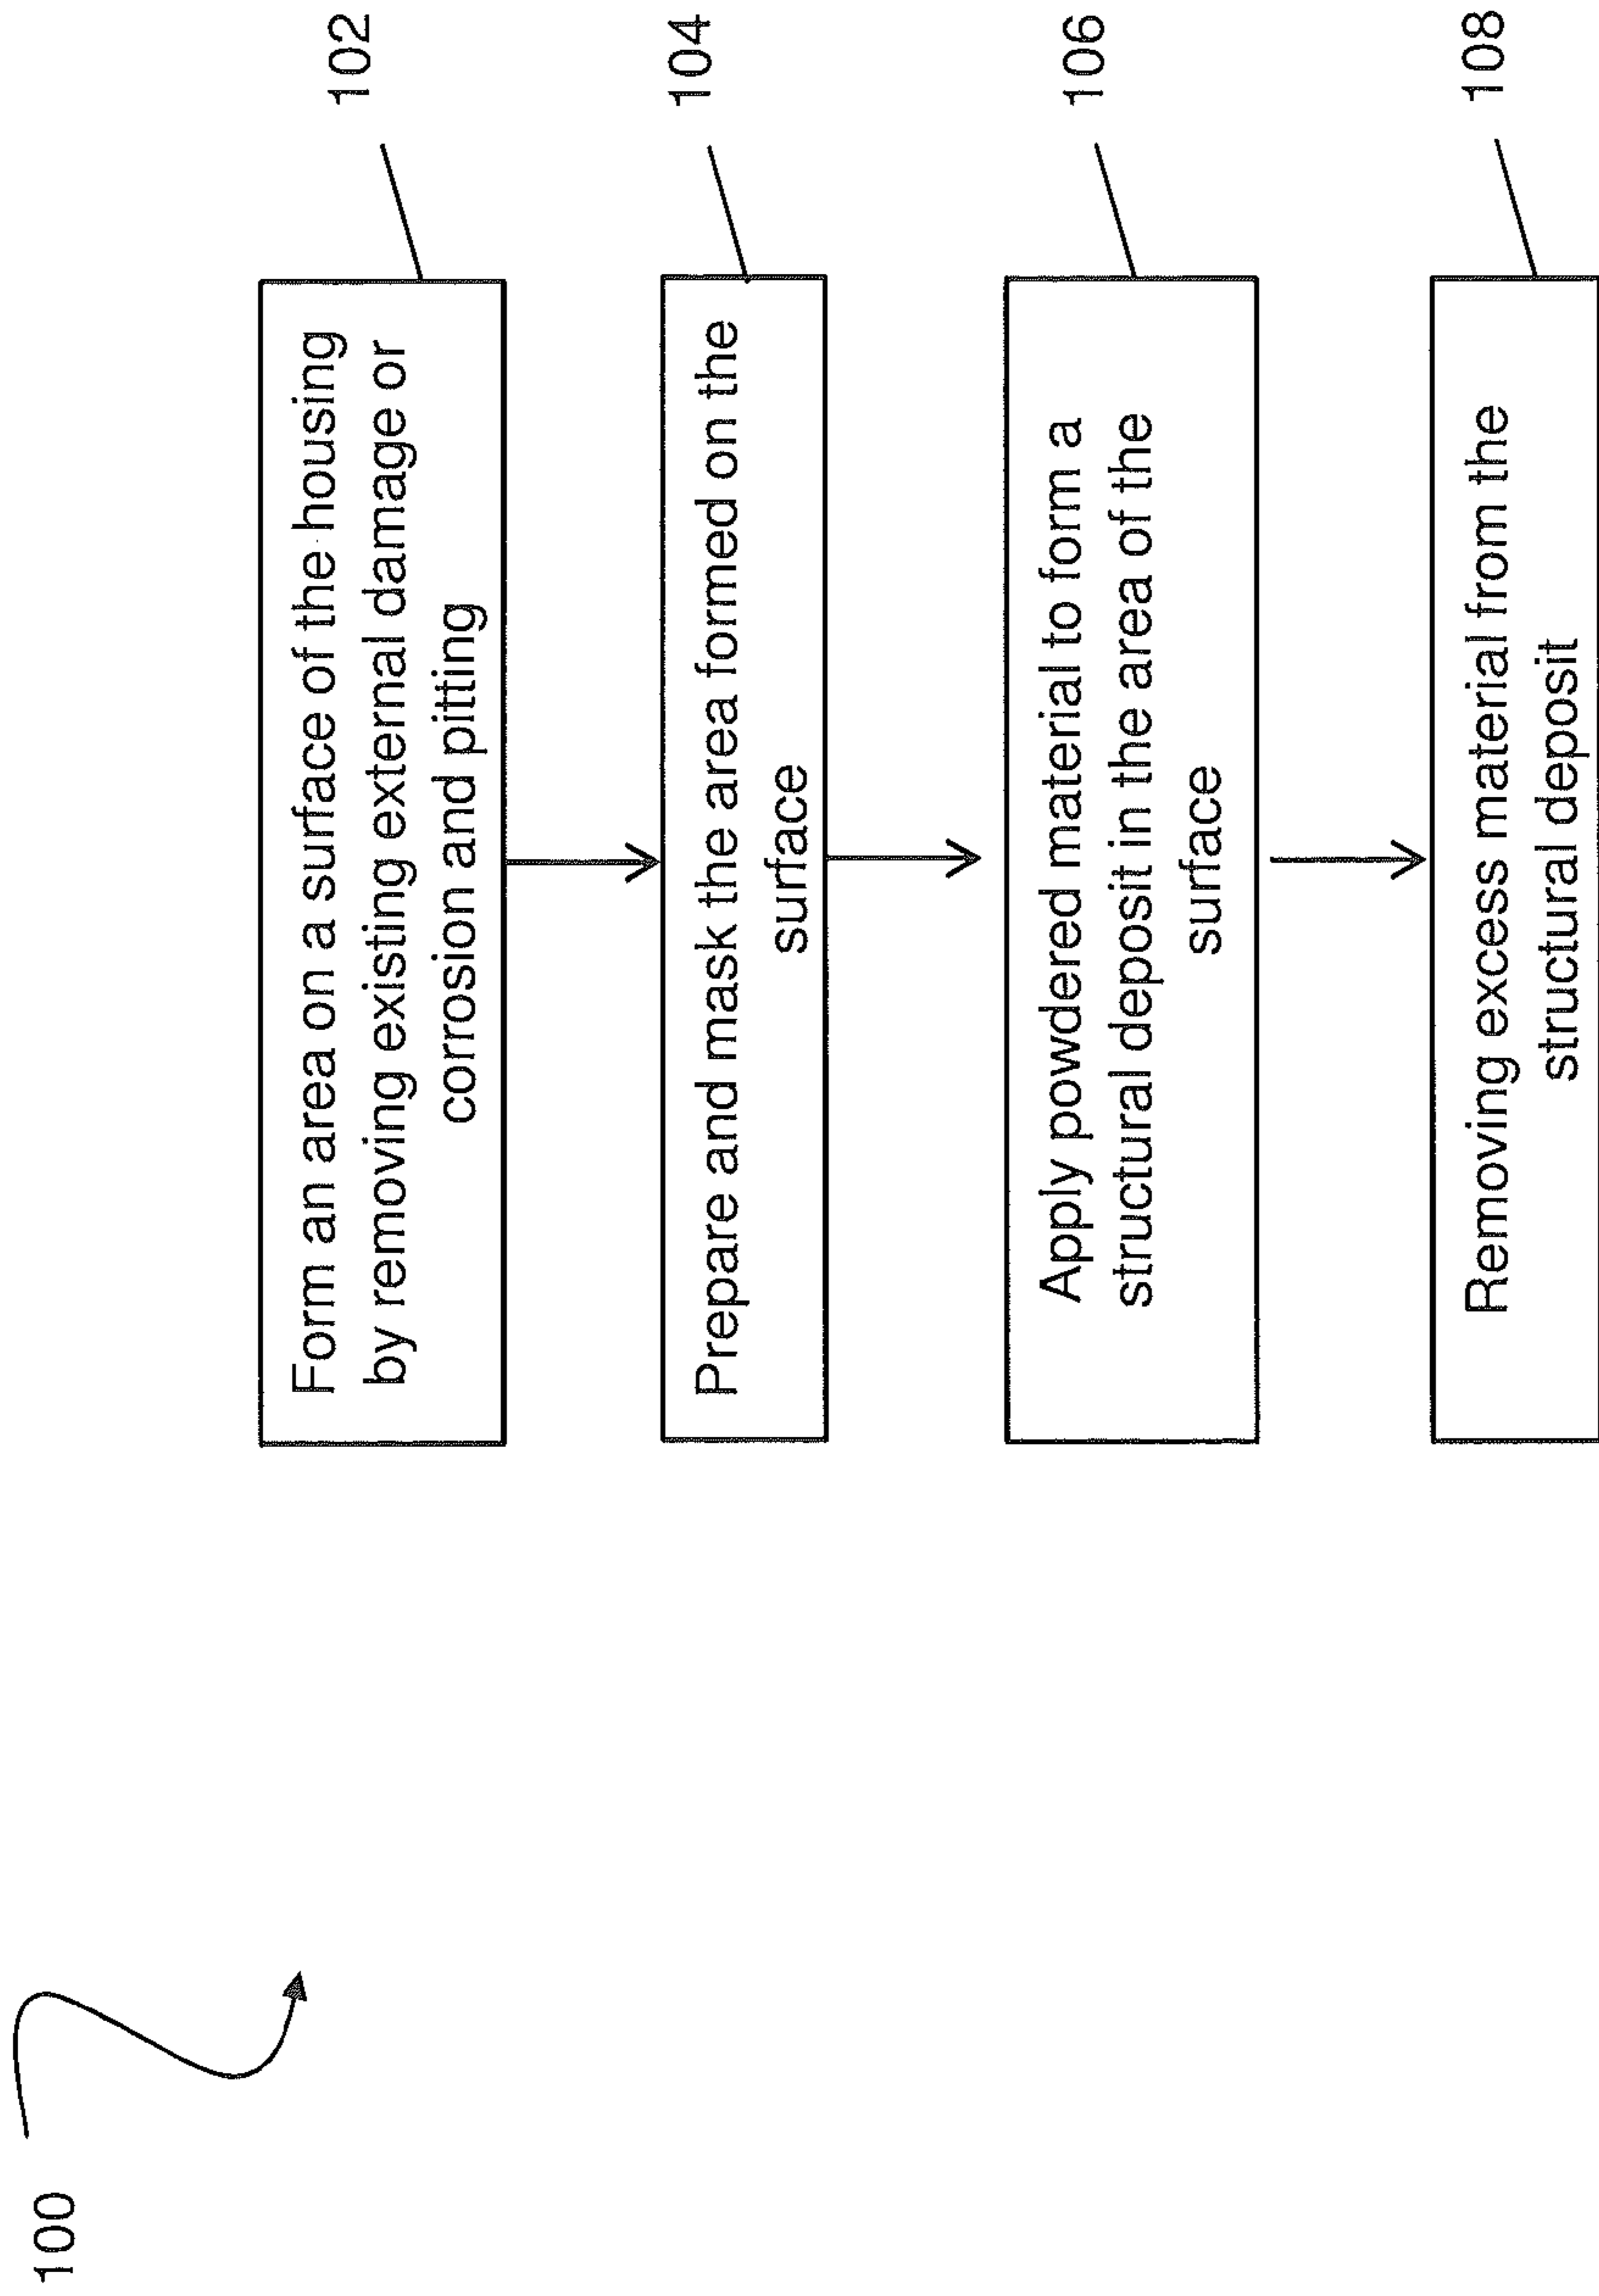 100
Form an area on a surface of the housing
by removing existing external damage or
corrosion and pitting
102
Prepare and mask the area formed on the
surface
104
Apply powdered material to form a
structural deposit in the area of the
surface
106
Removing excess material from the
structural deposit
108